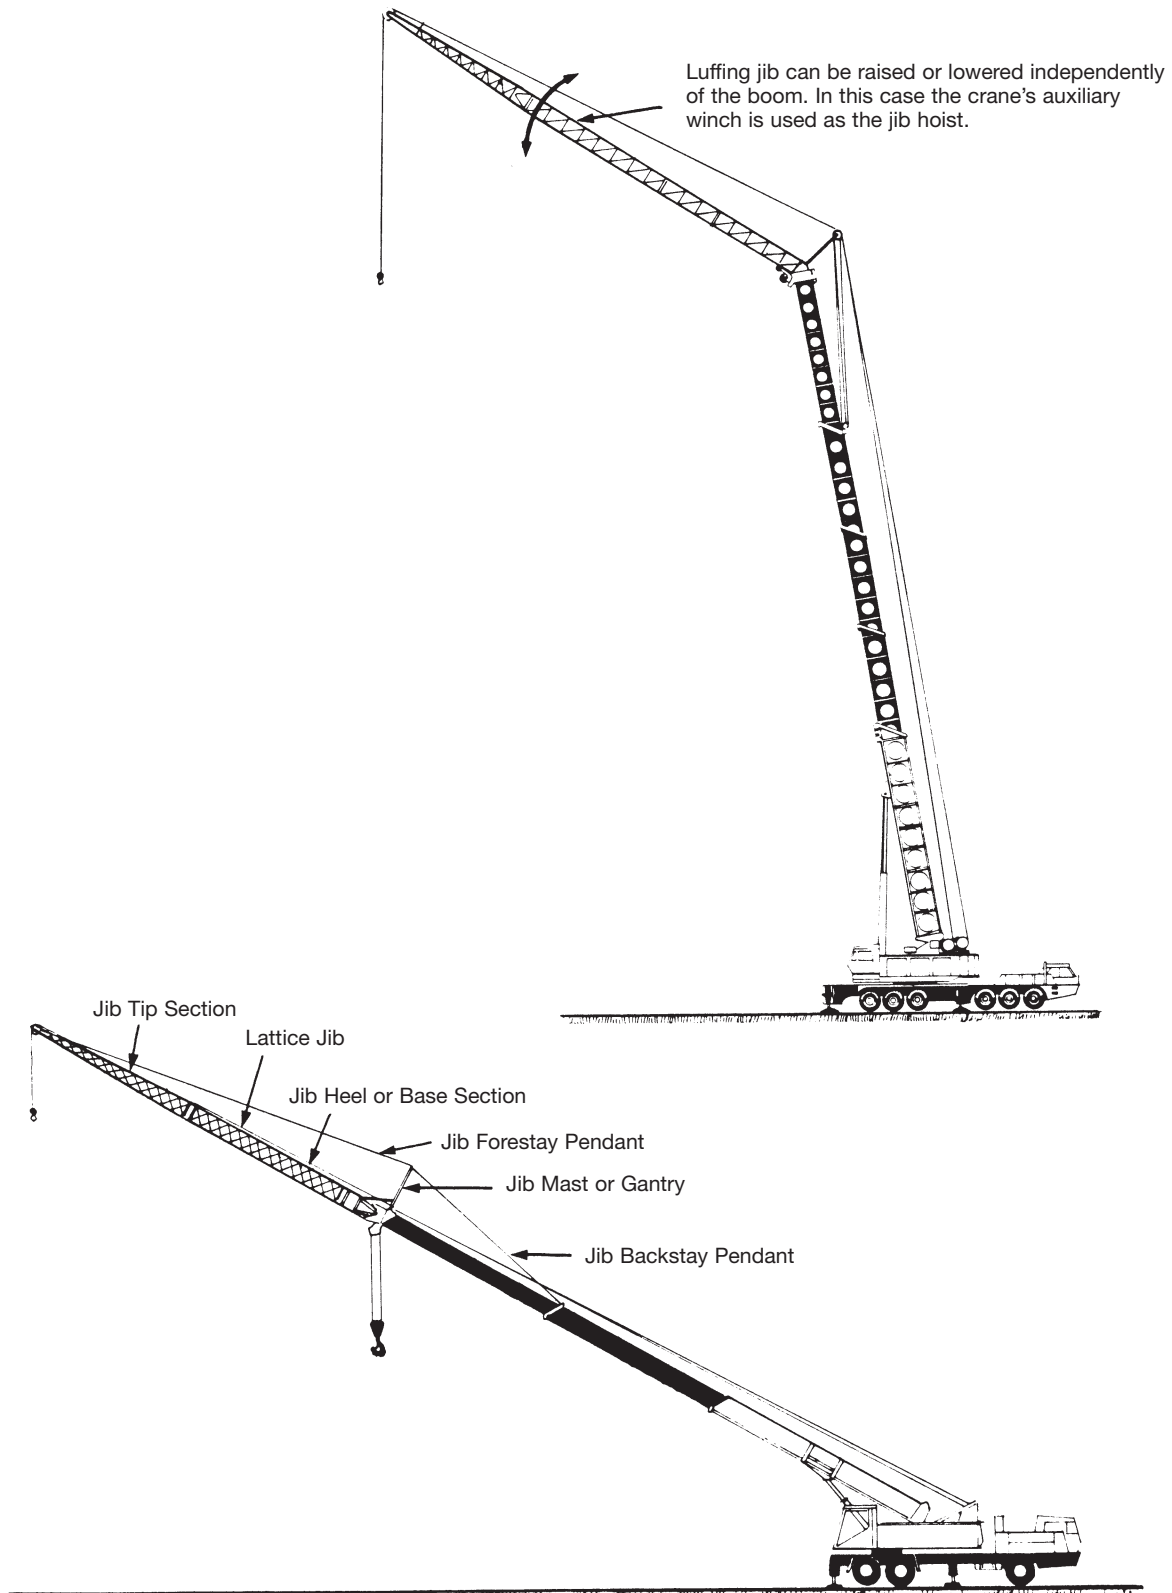 Luffing jib can be raised or lowered independently
of the boom. In this case the crane's auxiliary
winch is used as the jib hoist.
Jib Tip Section
Lattice Jib
Jib Heel or Base Section
Jib Forestay Pendant
Jib Mast or Gantry
Jib Backstay Pendant